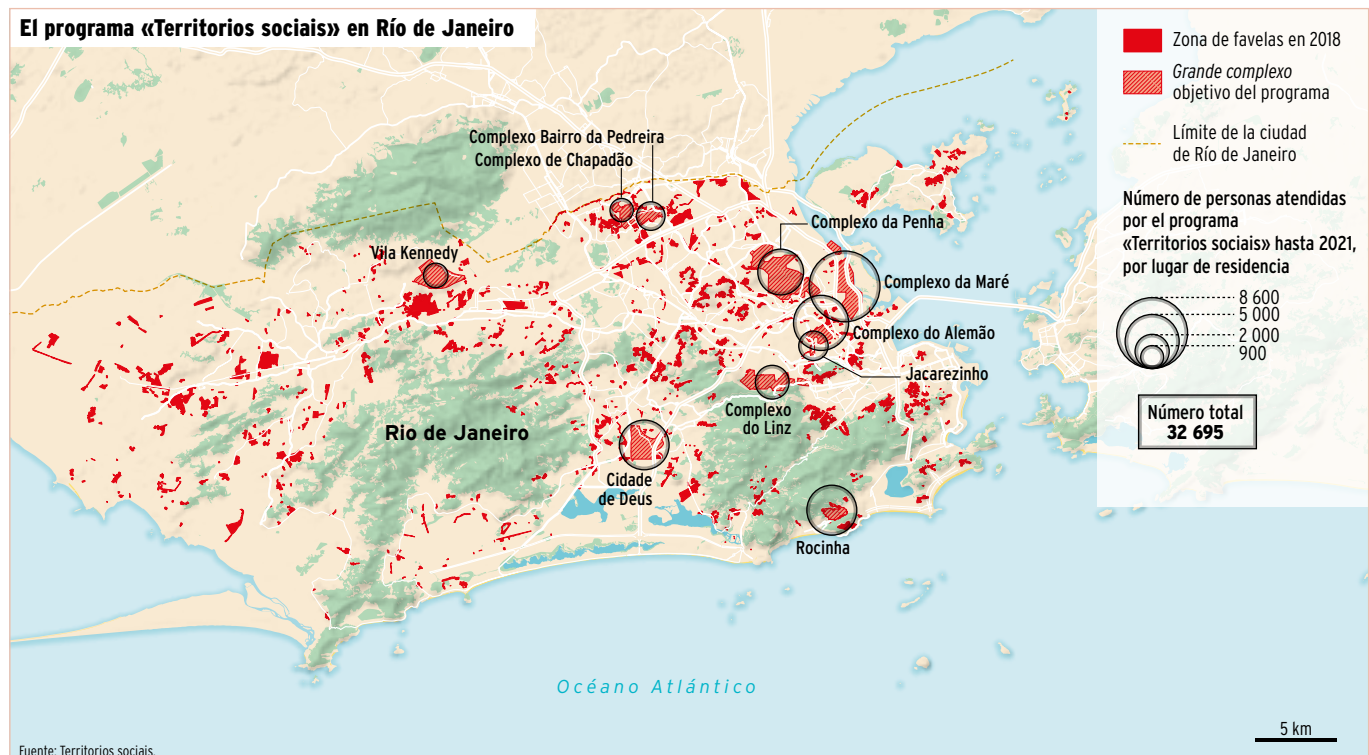 El programa «Territorios sociais» en Río de Janeiro
Zona de favelas en 2018
Grande complexo
objetivo del programa
Límite de la ciudad
de Río de Janeiro
Número de personas atendidas
por el programa
«Territorios sociais» hasta 2021,
por lugar de residencia
8 600
5 000
2 000
900
Número total
32 695
Complexo Bairro da Pedreira
Complexo de Chapadão
Complexo da Penha
Vila Kennedy
Complexo da Maré
Complexo do Alemão
Jacarezinho
Complexo
do Linz
Rio de Janeiro
Cidade
de Deus
Rocinha
Océano Atlántico
5 km
Fuente: Territorios sociais.